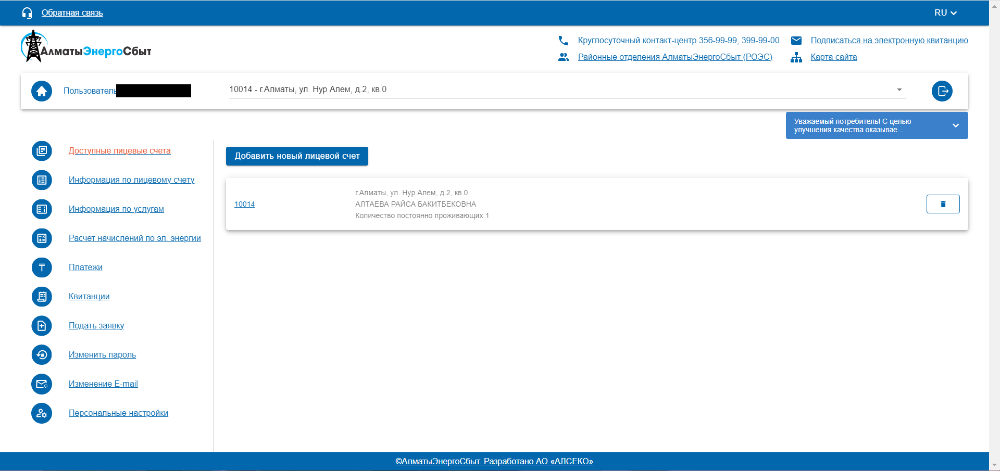 Обратная связь
RU
АлматыЭнергоСбыт
Круглосуточный контакт-центр 356-99-99, 399-99-00
Подписаться на электронную квитанцию
Районные отделения АлматыЭнергоСбыт (РОЭС)
Карта сайта
Пользователь
10014 - г.Алматы, ул. Нур Алем, д.2, кв.0
Уважаемый потребитель! С целью
улучшения качества оказывае...
Доступные лицевые счета
Информация по лицевому счету
Информация по услугам
Расчет начислений по эл. энергии
Платежи
Квитанции
Подать заявку
Изменить пароль
Изменение E-mail
Персональные настройки
Добавить новый лицевой счет
10014
г.Алматы, ул. Нур Алем, д.2, кв.0
АЛТАЕВА РАЙСА БАКИТБЕКОВНА
Количество постоянно проживающих 1
©АлматыЭнергоСбыт. Разработано АО «АЛСЕКО»